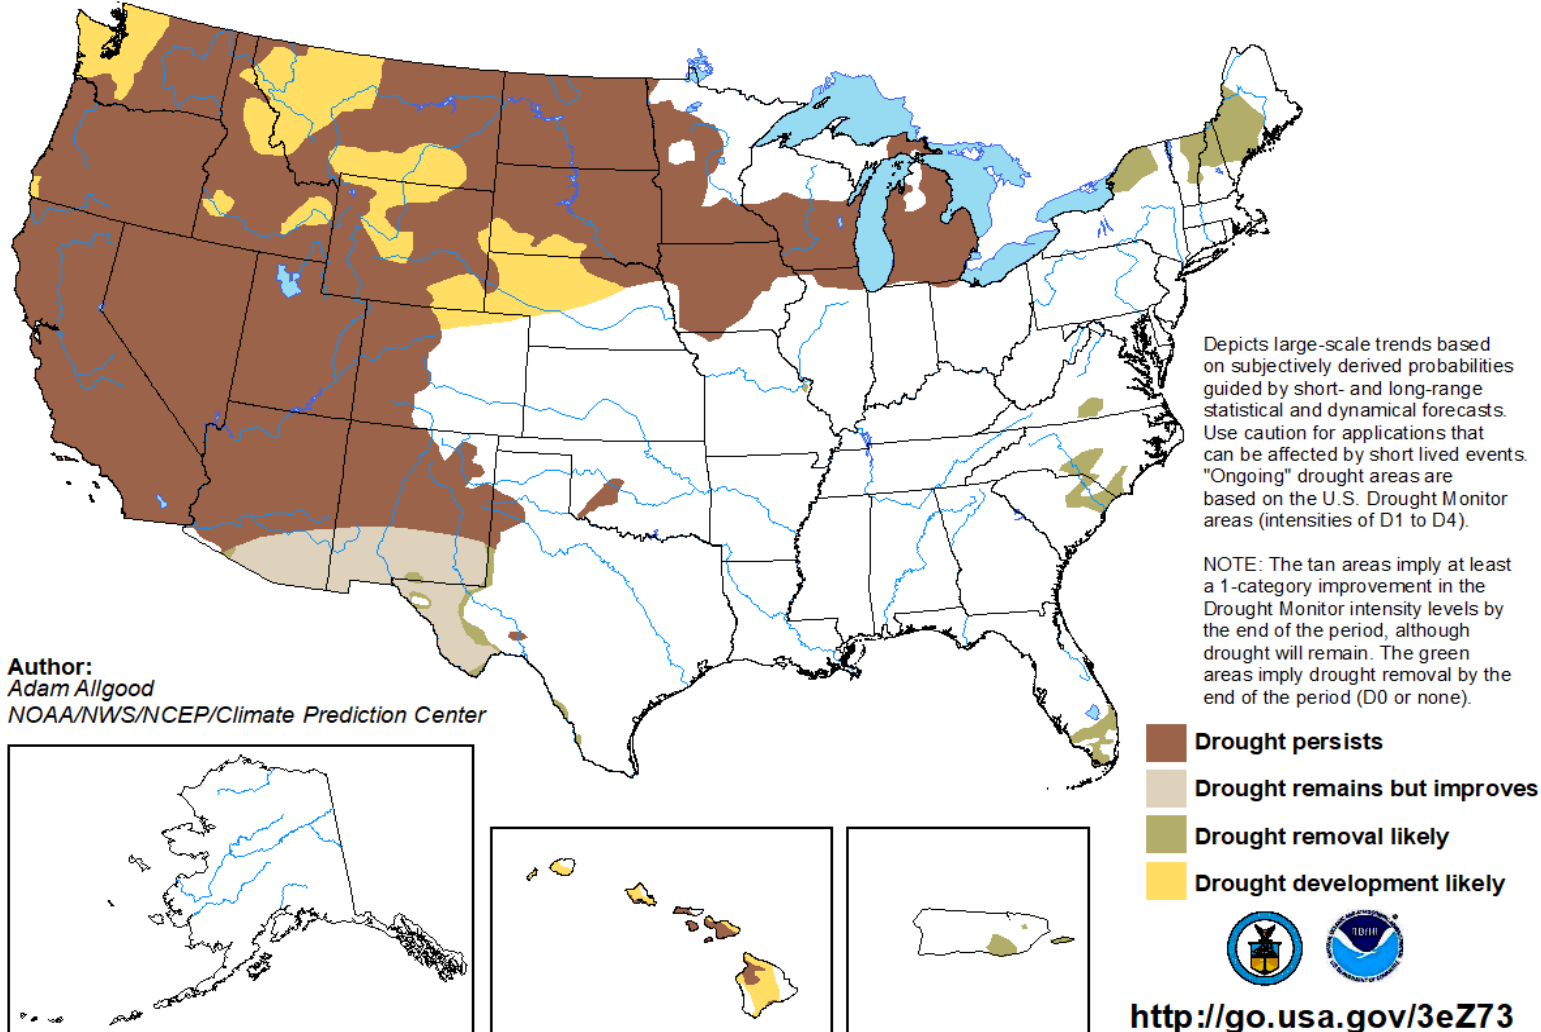 Depicts large-scale trends based
on subjectively derived probabilities
guided by short- and long-range
statistical and dynamical forecasts.
Use caution for applications that
can be affected by short lived events.
"Ongoing" drought areas are
based on the U.S. Drought Monitor
areas (intensities of D1 to D4).
NOTE: The tan areas imply at least
a 1-category improvement in the
Drought Monitor intensity levels by
the end of the period, although
drought will remain. The green
areas imply drought removal by the
end of the period (D0 or none).
Author:
Adam Allgood
NOAA/NWS/NCEP/Climate Prediction Center
Drought persists
Drought remains but improves
Drought removal likely
Drought development likely
NOAA
http://go.usa.gov/3eZ73